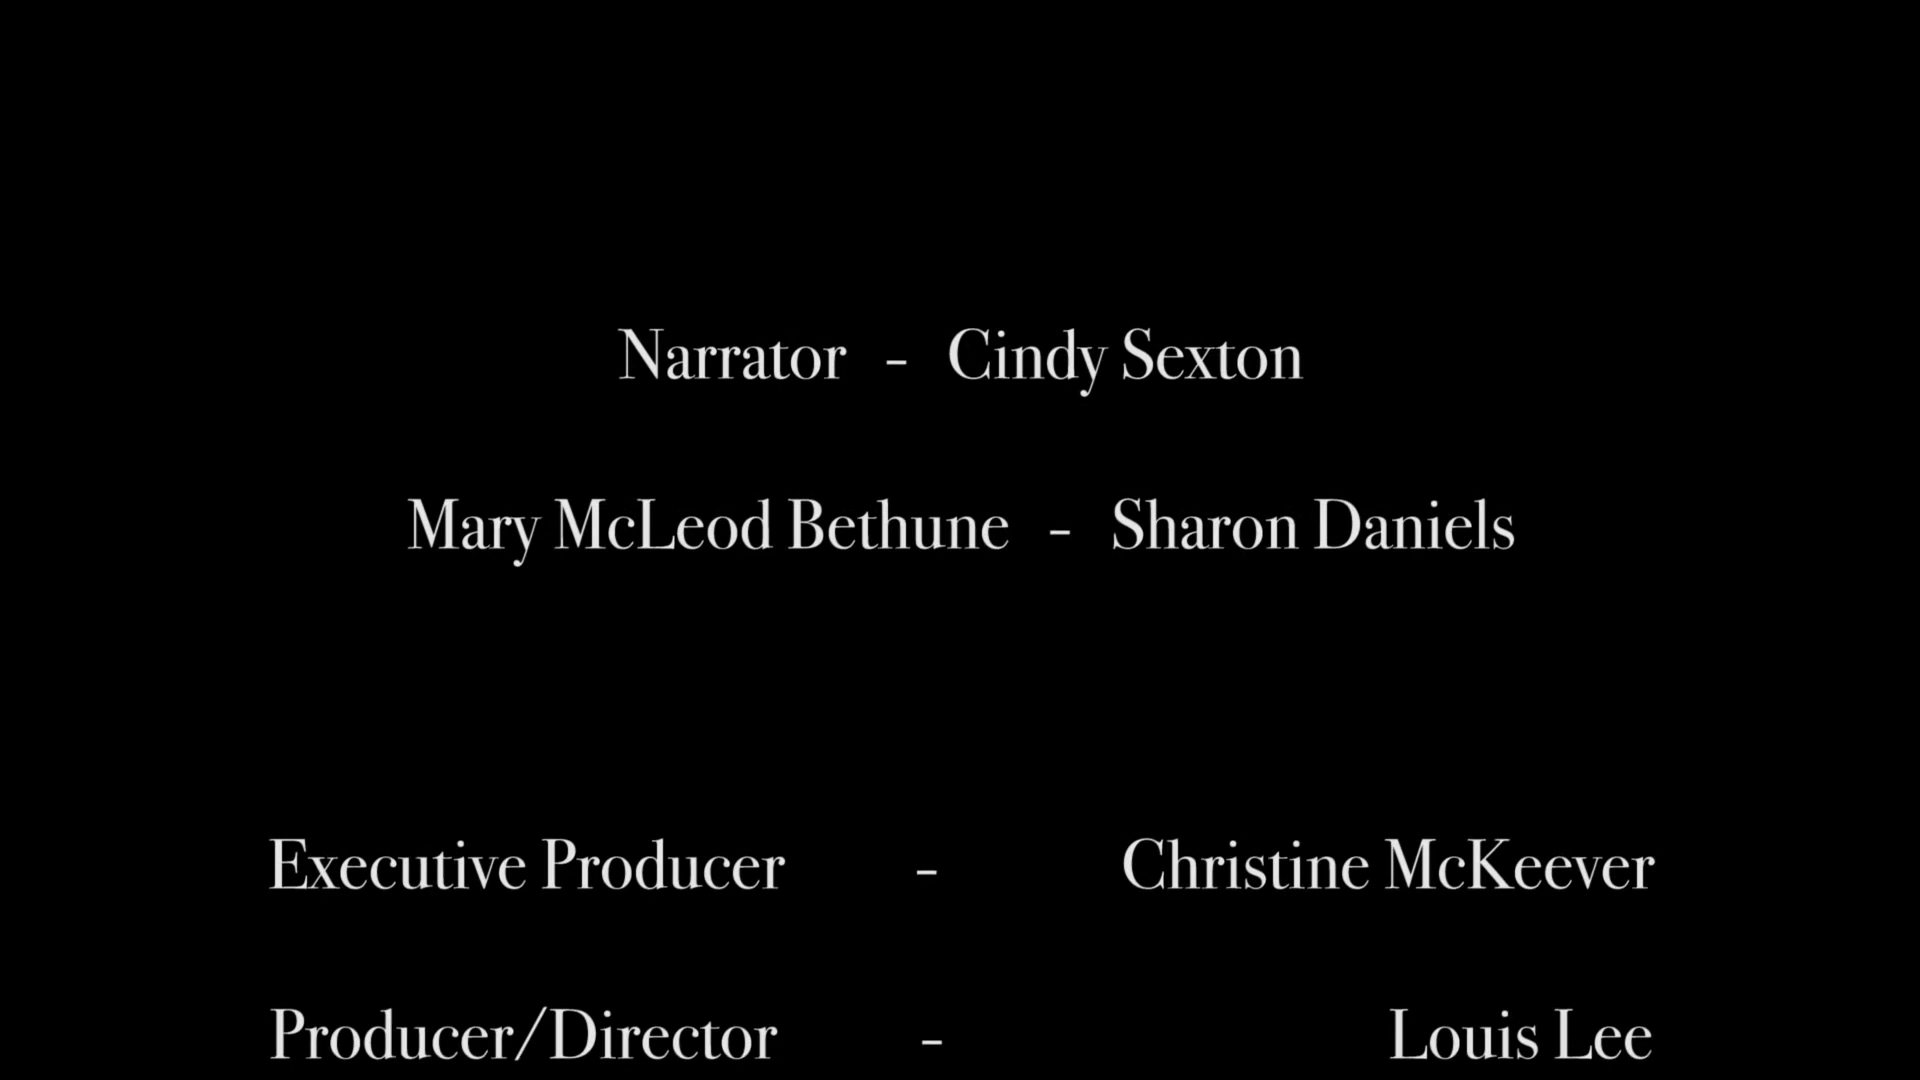 Narrator - Cindy Sexton
Mary McLeod Bethune - Sharon Daniels
Executive Producer - Christine McKeever
Producer/Director - Louis Lee